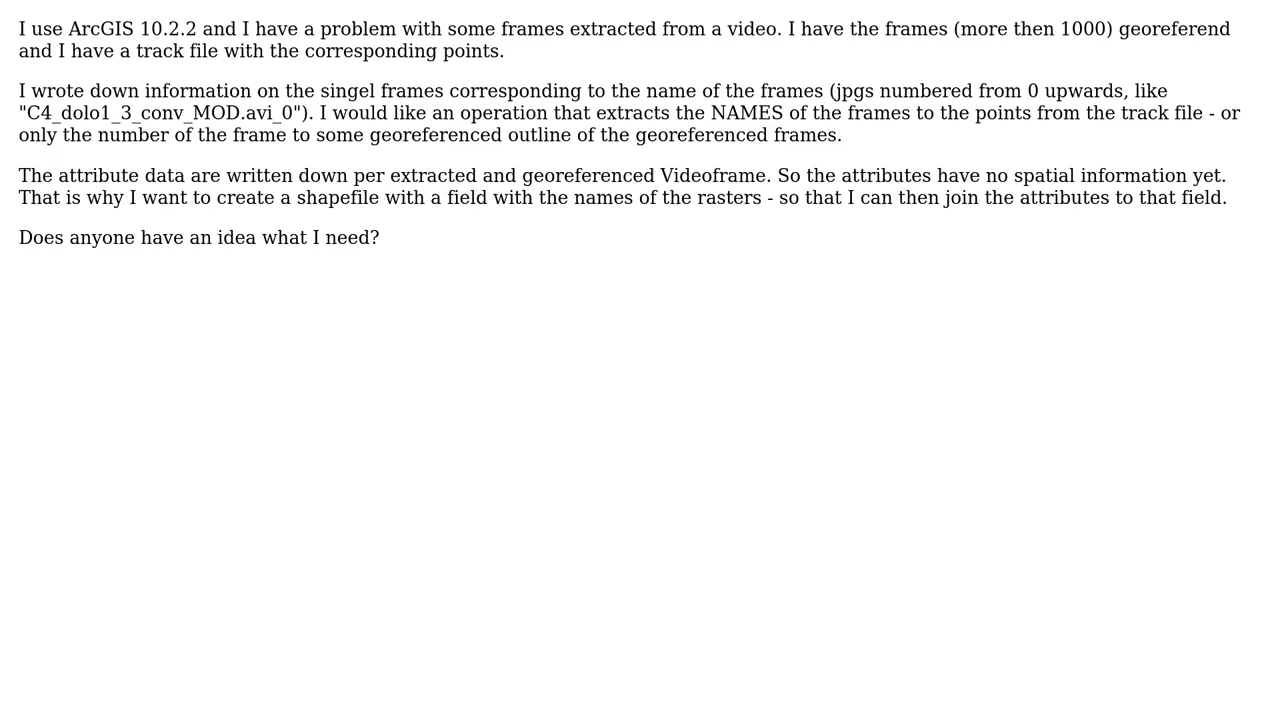 I use ArcGIS 10.2.2 and I have a problem with some frames extracted from a video. I have the frames (more then 1000) georeferend
and I have a track file with the corresponding points.
I wrote down information on the singel frames corresponding to the name of the frames (jpgs numbered from 0 upwards, like
"C4_dolo1_3_conv_MOD.avi_0"). I would like an operation that extracts the NAMES of the frames to the points from the track file - or
only the number of the frame to some georeferenced outline of the georeferenced frames.
The attribute data are written down per extracted and georeferenced Videoframe. So the attributes have no spatial information yet.
That is why I want to create a shapefile with a field with the names of the rasters - so that I can then join the attributes to that field.
Does anyone have an idea what I need?